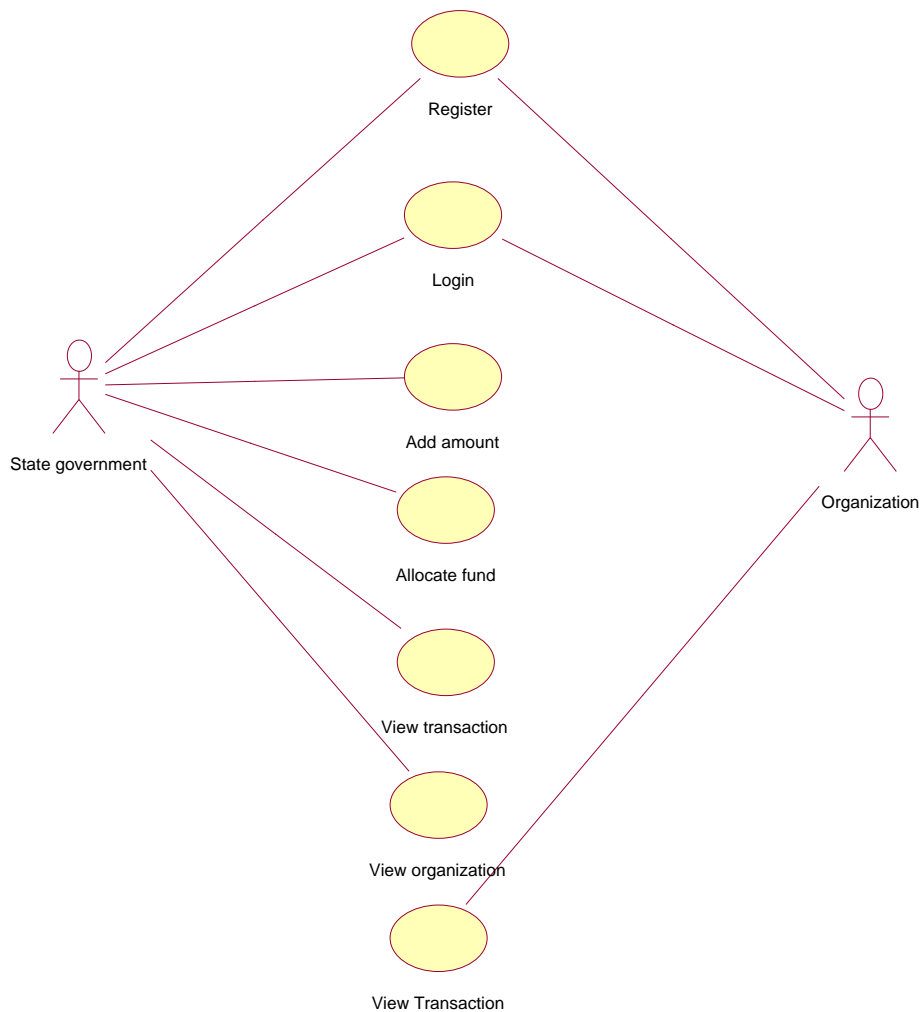 Register
Login
Add amount
State government
Organization
Allocate fund
View transaction
View organization
View Transaction